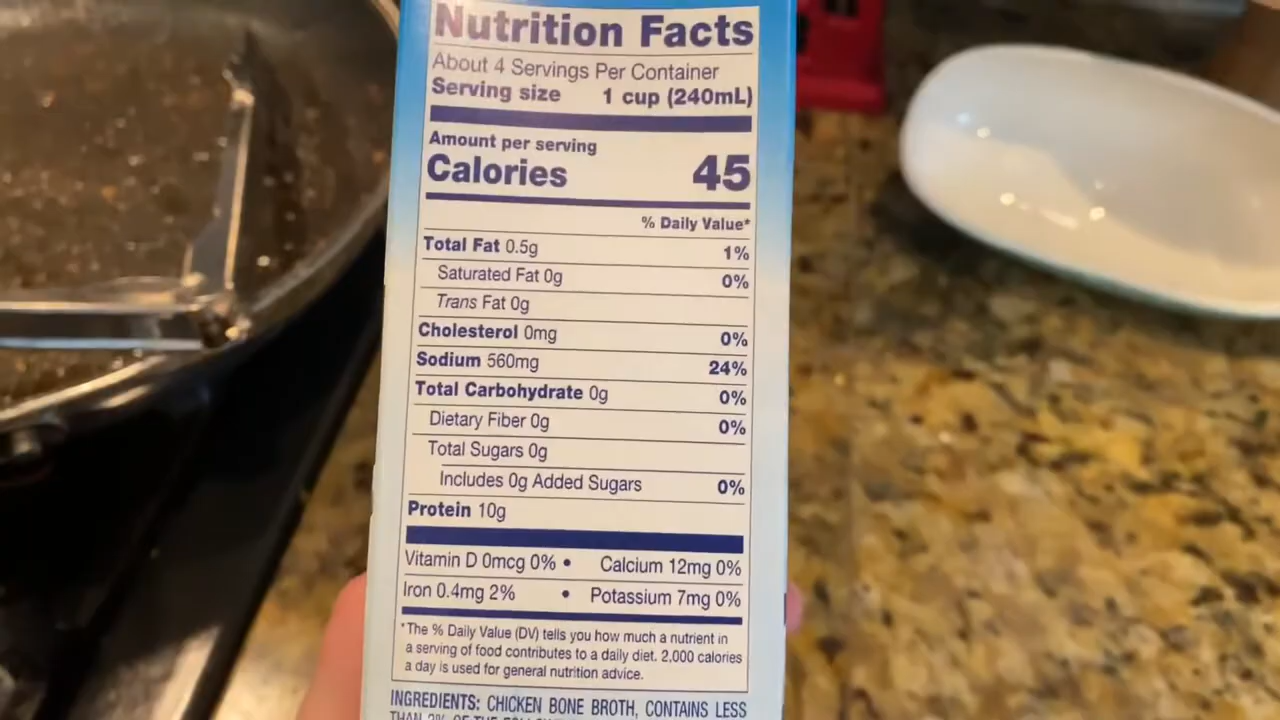 Nutrition Facts
About 4 Servings Per Container
Serving size 1 cup (240mL)
Amount per serving
Calories 45
% Daily Value*
Total Fat 0.5g 1%
Saturated Fat 0g 0%
Trans Fat 0g
Cholesterol 0mg 0%
Sodium 560mg 24%
Total Carbohydrate 0g 0%
Dietary Fiber 0g 0%
Total Sugars 0g
Includes 0g Added Sugars 0%
Protein 10g
Vitamin D 0mcg 0% • Calcium 12mg 0%
Iron 0.4mg 2% • Potassium 7mg 0%
*The % Daily Value (DV) tells you how much a nutrient in
a serving of food contributes to a daily diet. 2,000 calories
a day is used for general nutrition advice.
INGREDIENTS: CHICKEN BONE BROTH, CONTAINS LESS
THAN 2% OF THE